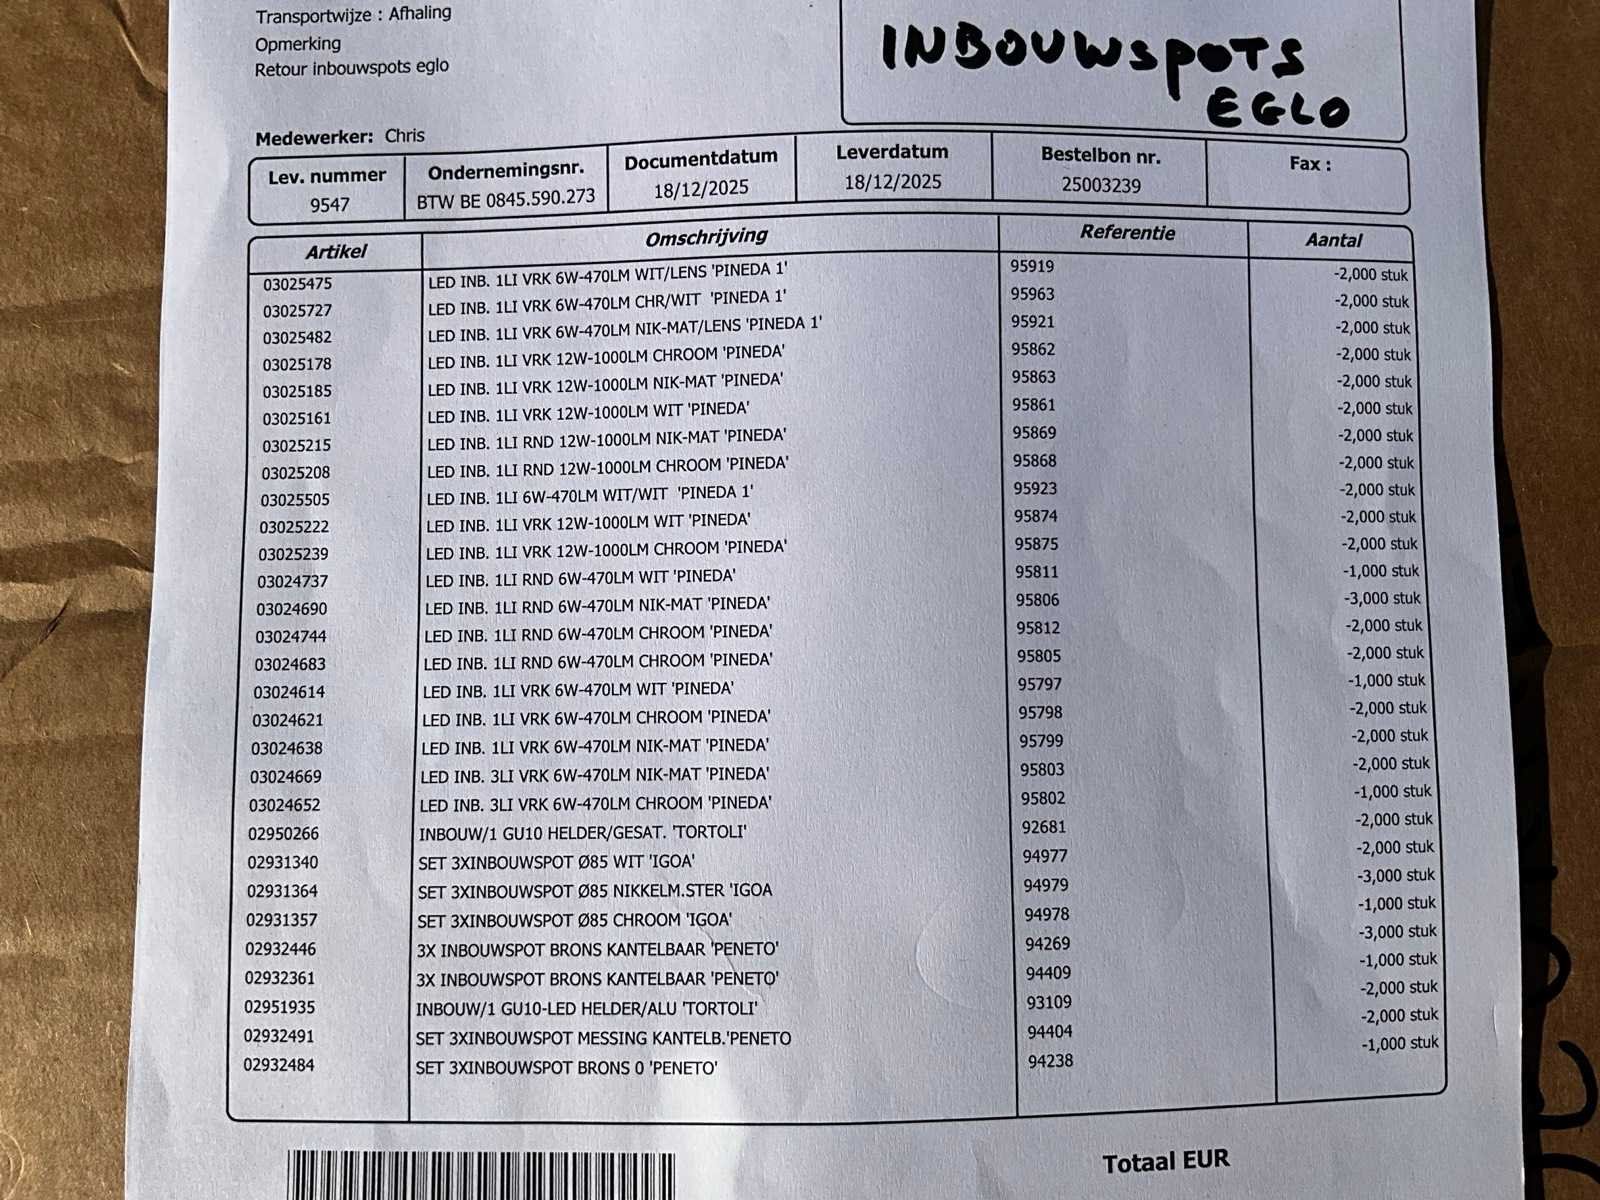 Transportwijze : Afhaling
Opmerking
Retour inbouwspots eglo
INBOUWSPOTS
EGLO
Medewerker: Chris
Lev. nummer Ondernemingsnr. Documentdatum Leverdatum Bestelbon nr. Fax :
9547 BTW BE 0845.590.273 18/12/2025 18/12/2025 25003239
Artikel Omschrijving Referentie Aantal
03025475 LED INB. 1LI VRK 6W-470LM WIT/LENS 'PINEDA 1' 95919 -2,000 stuk
03025727 LED INB. 1LI VRK 6W-470LM CHR/WIT 'PINEDA 1' 95963 -2,000 stuk
03025482 LED INB. 1LI VRK 6W-470LM NIK-MAT/LENS 'PINEDA 1' 95921 -2,000 stuk
03025178 LED INB. 1LI VRK 12W-1000LM CHROOM 'PINEDA' 95862 -2,000 stuk
03025185 LED INB. 1LI VRK 12W-1000LM NIK-MAT 'PINEDA' 95863 -2,000 stuk
03025161 LED INB. 1LI VRK 12W-1000LM WIT 'PINEDA' 95861 -2,000 stuk
03025215 LED INB. 1LI RND 12W-1000LM NIK-MAT 'PINEDA' 95869 -2,000 stuk
03025208 LED INB. 1LI RND 12W-1000LM CHROOM 'PINEDA' 95868 -2,000 stuk
03025505 LED INB. 1LI 6W-470LM WIT/WIT 'PINEDA 1' 95923 -2,000 stuk
03025222 LED INB. 1LI VRK 12W-1000LM WIT 'PINEDA' 95874 -2,000 stuk
03025239 LED INB. 1LI VRK 12W-1000LM CHROOM 'PINEDA' 95875 -2,000 stuk
03024737 LED INB. 1LI RND 6W-470LM WIT 'PINEDA' 95811 -1,000 stuk
03024690 LED INB. 1LI RND 6W-470LM NIK-MAT 'PINEDA' 95806 -3,000 stuk
03024744 LED INB. 1LI RND 6W-470LM CHROOM 'PINEDA' 95812 -2,000 stuk
03024683 LED INB. 1LI RND 6W-470LM CHROOM 'PINEDA' 95805 -2,000 stuk
03024614 LED INB. 1LI VRK 6W-470LM WIT 'PINEDA' 95797 -1,000 stuk
03024621 LED INB. 1LI VRK 6W-470LM CHROOM 'PINEDA' 95798 -2,000 stuk
03024638 LED INB. 1LI VRK 6W-470LM NIK-MAT 'PINEDA' 95799 -2,000 stuk
03024669 LED INB. 3LI VRK 6W-470LM NIK-MAT 'PINEDA' 95803 -2,000 stuk
03024652 LED INB. 3LI VRK 6W-470LM CHROOM 'PINEDA' 95802 -1,000 stuk
02950266 INBOUW/1 GU10 HELDER/GESAT. 'TORTOLI' 92681 -2,000 stuk
02931340 SET 3XINBOUWSPOT Ø85 WIT 'IGOA' 94977 -2,000 stuk
02931364 SET 3XINBOUWSPOT Ø85 NIKKELM.STER 'IGOA 94979 -3,000 stuk
02931357 SET 3XINBOUWSPOT Ø85 CHROOM 'IGOA' 94978 -1,000 stuk
02932446 3X INBOUWSPOT BRONS KANTELBAAR 'PENETO' 94269 -3,000 stuk
02932361 3X INBOUWSPOT BRONS KANTELBAAR 'PENETO' 94409 -1,000 stuk
02951935 INBOUW/1 GU10-LED HELDER/ALU 'TORTOLI' 93109 -2,000 stuk
02932491 SET 3XINBOUWSPOT MESSING KANTELB.'PENETO 94404 -2,000 stuk
02932484 SET 3XINBOUWSPOT BRONS 0 'PENETO' 94238 -1,000 stuk
Totaal EUR